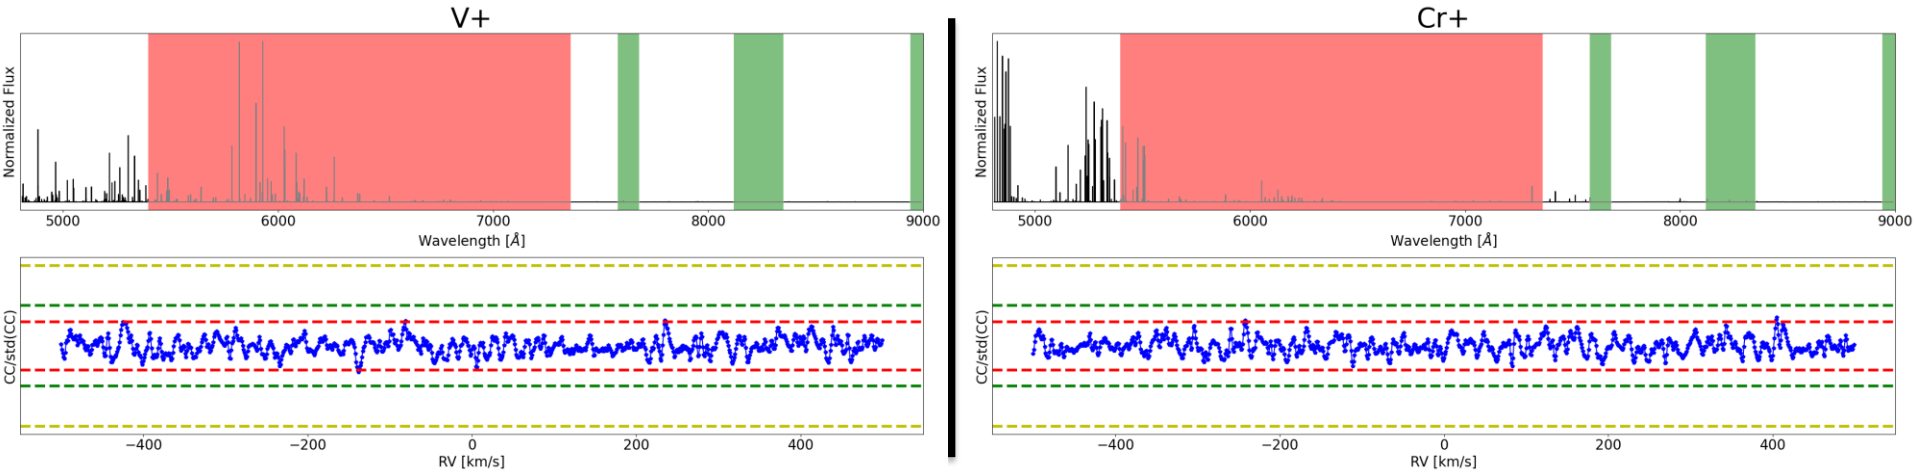 V+
Normalized Flux
5000 6000 7000 8000 9000
Wavelength [Å]
CC/std(CC)
−400 −200 0 200 400
RV [km/s]
Cr+
Normalized Flux
5000 6000 7000 8000 9000
Wavelength [Å]
CC/std(CC)
−400 −200 0 200 400
RV [km/s]